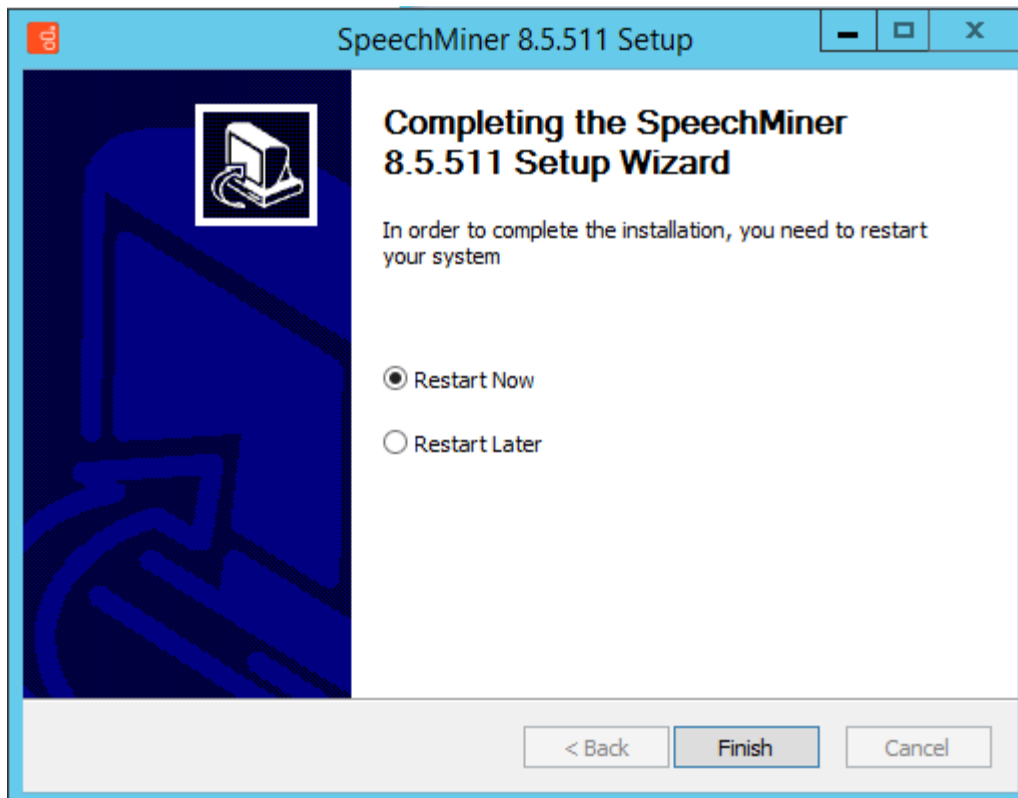 SpeechMiner 8.5.511 Setup
Completing the SpeechMiner
8.5.511 Setup Wizard
In order to complete the installation, you need to restart
your system
Restart Now
Restart Later
< Back
Finish
Cancel